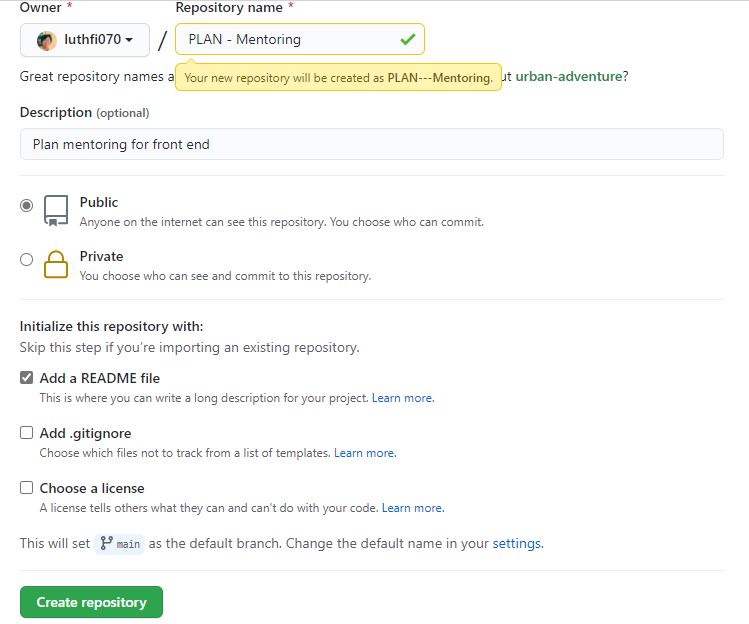 Owner * Repository name *
luthfi070 / PLAN - Mentoring
Great repository names a
Your new repository will be created as PLAN---Mentoring.
ut urban-adventure?
Description (optional)
Plan mentoring for front end
Public
Anyone on the internet can see this repository. You choose who can commit.
Private
You choose who can see and commit to this repository.
Initialize this repository with:
Skip this step if you're importing an existing repository.
Add a README file
This is where you can write a long description for your project. Learn more.
Add .gitignore
Choose which files not to track from a list of templates. Learn more.
Choose a license
A license tells others what they can and can't do with your code. Learn more.
This will set main as the default branch. Change the default name in your settings.
Create repository